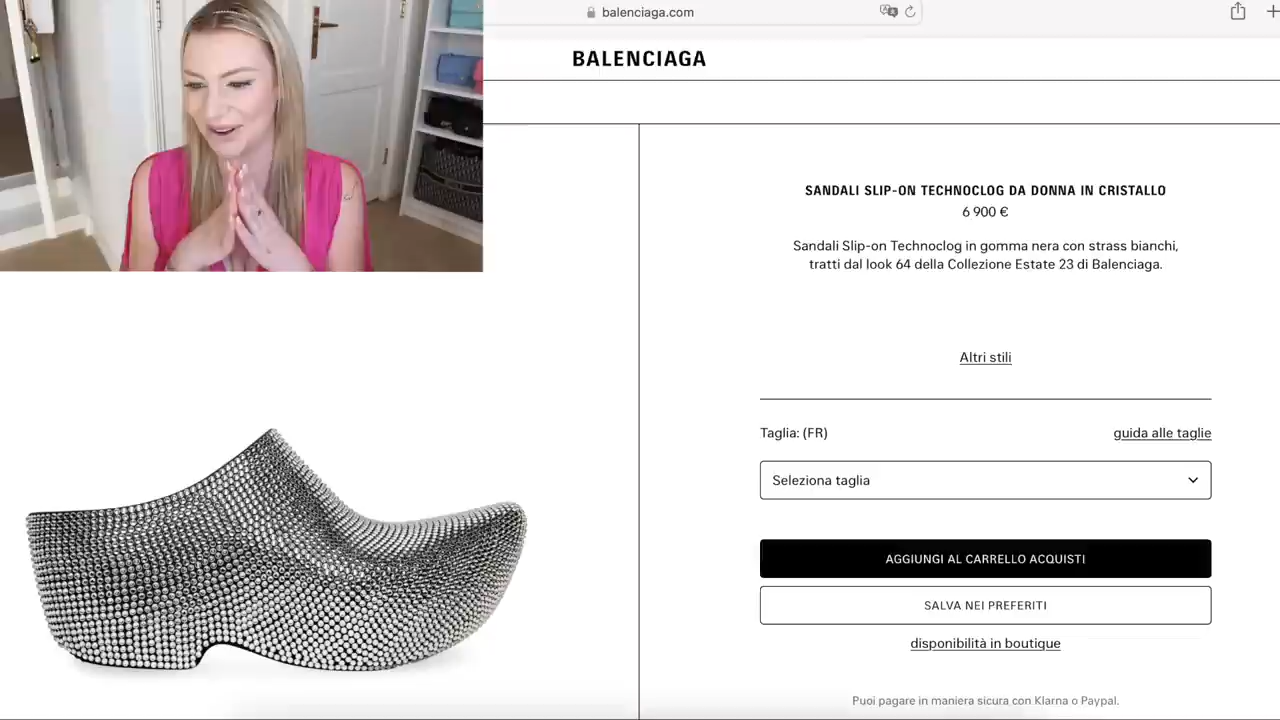 balenciaga.com
BALENCIAGA
SANDALI SLIP-ON TECHNOCLOG DA DONNA IN CRISTALLO
6 900 €
Sandali Slip-on Technoclog in gomma nera con strass bianchi,
tratti dal look 64 della Collezione Estate 23 di Balenciaga.
Altri stili
Taglia: (FR)
guida alle taglie
Seleziona taglia
AGGIUNGI AL CARRELLO ACQUISTI
SALVA NEI PREFERITI
disponibilità in boutique
Puoi pagare in maniera sicura con Klarna o Paypal.